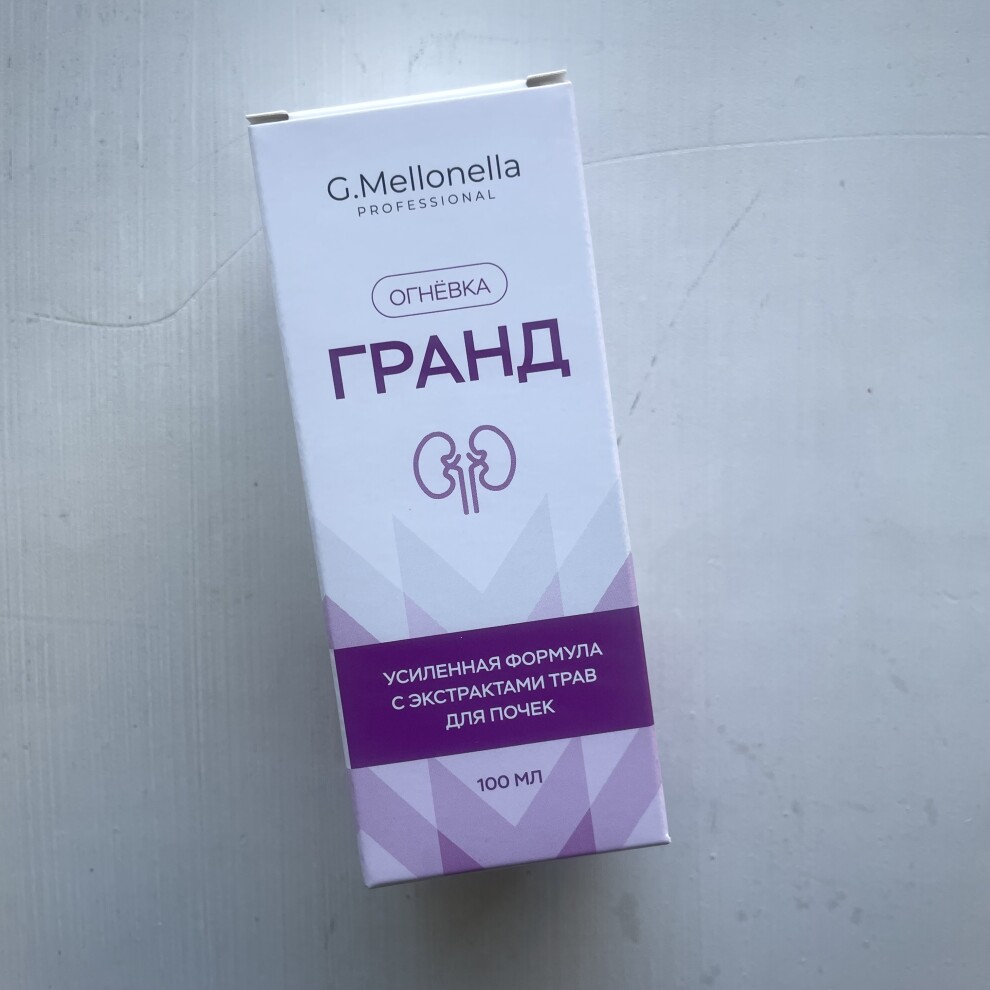 G.Mellonella
PROFESSIONAL
ОГНЁВКА
ГРАНД
УСИЛЕННАЯ ФОРМУЛА
С ЭКСТРАКТАМИ ТРАВ
ДЛЯ ПОЧЕК
100 МЛ